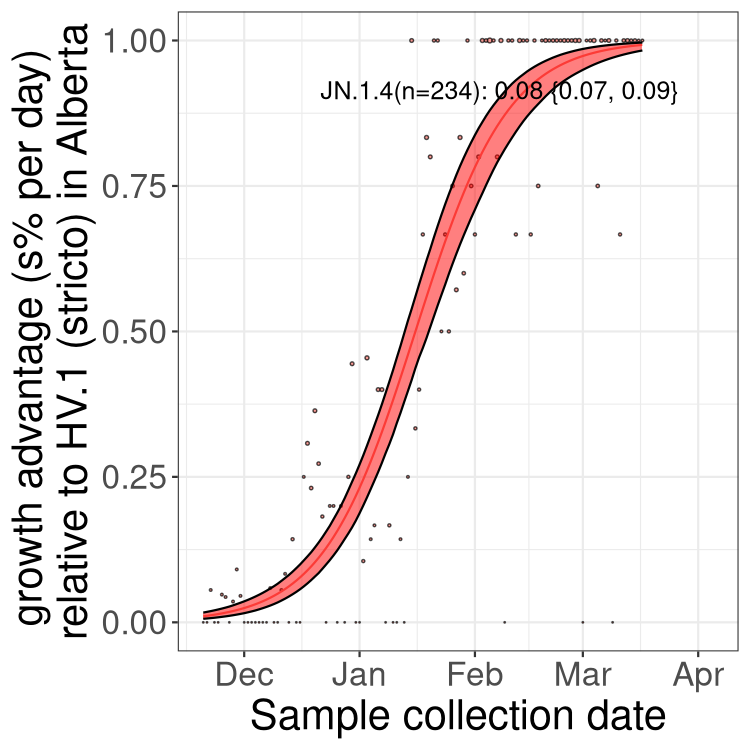 growth advantage (s% per day)
relative to HV.1 (stricto) in Alberta
1.00
0.75
0.50
0.25
0.00
JN.1.4(n=234): 0.08 {0.07, 0.09}
Dec Jan Feb Mar Apr
Sample collection date